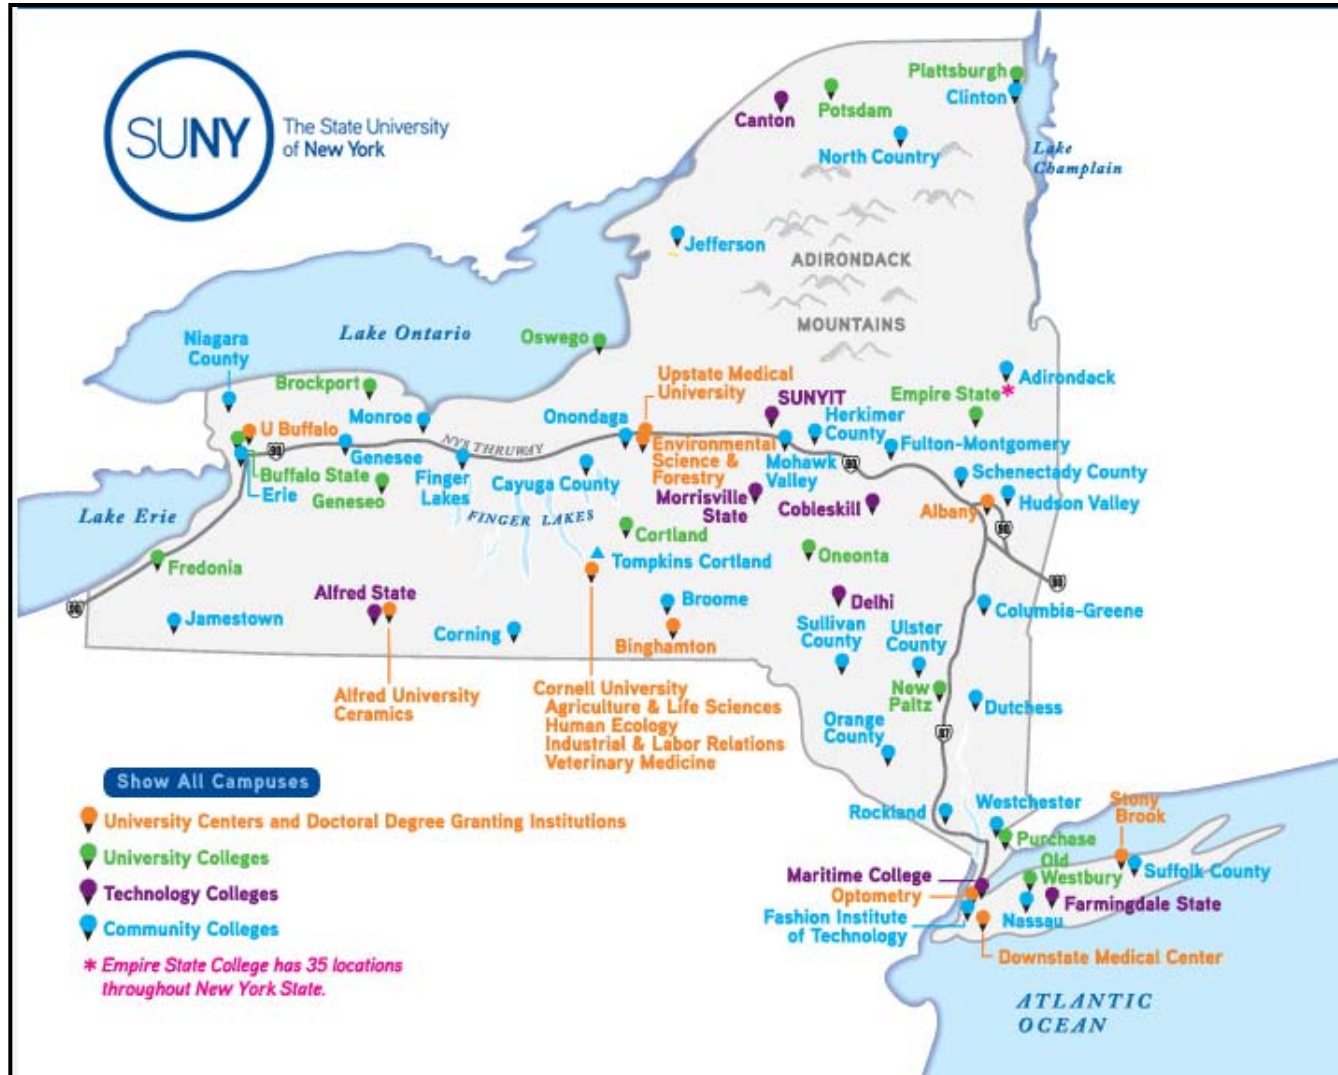 SUNY
The State University
of New York
Plattsburgh
Clinton
Potsdam
Canton
North Country
Lake
Champlain
Jefferson
ADIRONDACK
MOUNTAINS
Lake Ontario
Oswego
Niagara
County
Brockport
Monroe
U Buffalo
Buffalo State
Erie
Genesee
Geneseo
90
NYS THRUWAY
Finger
Lakes
Onondaga
Cayuga County
FINGER LAKES
Upstate Medical
University
Environmental
Science &
Forestry
SUNYIT
Herkimer
County
Mohawk
Valley
90
Morrisville
State
Cobleskill
Empire State *
Adirondack
Fulton-Montgomery
Schenectady County
Hudson Valley
Albany
90
90
Lake Erie
Fredonia
90
Jamestown
Alfred State
Alfred University
Ceramics
Corning
Cortland
Tompkins Cortland
Broome
Binghamton
Cornell University
Agriculture & Life Sciences
Human Ecology
Industrial & Labor Relations
Veterinary Medicine
Oneonta
Delhi
Sullivan
County
Ulster
County
Columbia-Greene
New
Paltz
Dutchess
Orange
County
87
Rockland
Westchester
Purchase
Old
Westbury
Stony
Brook
Suffolk County
Maritime College
Optometry
Fashion Institute
of Technology
Nassau
Farmingdale State
Downstate Medical Center
ATLANTIC
OCEAN
Show All Campuses
University Centers and Doctoral Degree Granting Institutions
University Colleges
Technology Colleges
Community Colleges
* Empire State College has 35 locations
throughout New York State.